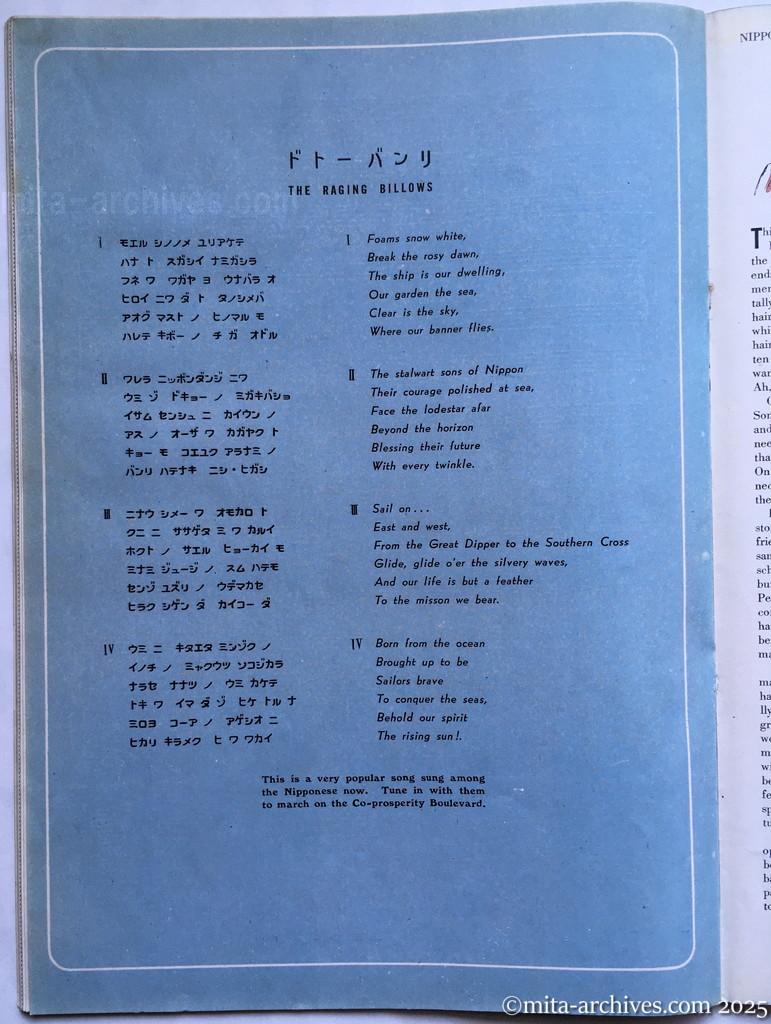 ドトーバンリ
THE RAGING BILLOWS
I モエル シノノメ ユリアケテ
ハナ ト スガシイ ナミガシラ
フネ ワ ワガヤ ヨ ウナバラ オ
ヒロイ ニワ ダ ト タノシメバ
アオグ マスト ノ ヒノマル モ
ハレテ キボー ノ チ ガ オドル
II ワレラ ニッポンダンジ ニワ
ウミ ゾ ドキョー ノ ミガキバショ
イサム センシュ ニ カイウン ノ
アス ノ オーザ ワ カガヤク ト
キョー モ コエユク アラナミ ノ
バンリ ハテナキ ニシ・ヒガシ
III ニナウ シメー ワ オモカロ ト
クニ ニ ササゲタ ミ ワ カルイ
ホクト ノ サエル ヒョーカイ モ
ミナミ ジュージ ノ スム ハテモ
センゾ ユズリ ノ ウデマカセ
ヒラク シゲン ダ カイコー ダ
IV ウミ ニ キタエタ ミンゾク ノ
イノチ ノ ミャクウツ ソコジカラ
ナラセ ナナツ ノ ウミ カケテ
トキ ワ イマ ダ ゾ ヒケ トル ナ
ミロヨ コーア ノ アゲシオ ニ
ヒカリ キラメク ヒ ワ ワカイ
I Foams snow white,
Break the rosy dawn,
The ship is our dwelling,
Our garden the sea,
Clear is the sky,
Where our banner flies.
II The stalwart sons of Nippon
Their courage polished at sea,
Face the lodestar afar
Beyond the horizon
Blessing their future
With every twinkle.
III Sail on...
East and west,
From the Great Dipper to the Southern Cross
Glide, glide o'er the silvery waves,
And our life is but a feather
To the misson we bear.
IV Born from the ocean
Brought up to be
Sailors brave
To conquer the seas,
Behold our spirit
The rising sun!.
This is a very popular song sung among
the Nipponese now. Tune in with them
to march on the Co-prosperity Boulevard.
mita-archives.com
©mita-archives.com 2025